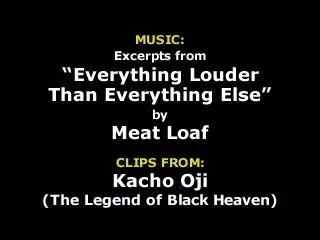 MUSIC:
Excerpts from
“Everything Louder
Than Everything Else”
by
Meat Loaf
CLIPS FROM:
Kacho Oji
(The Legend of Black Heaven)